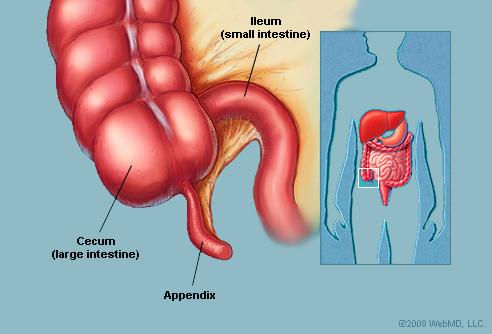 Ileum
(small intestine)
Cecum
(large intestine)
Appendix
©2008 WebMD, LLC.